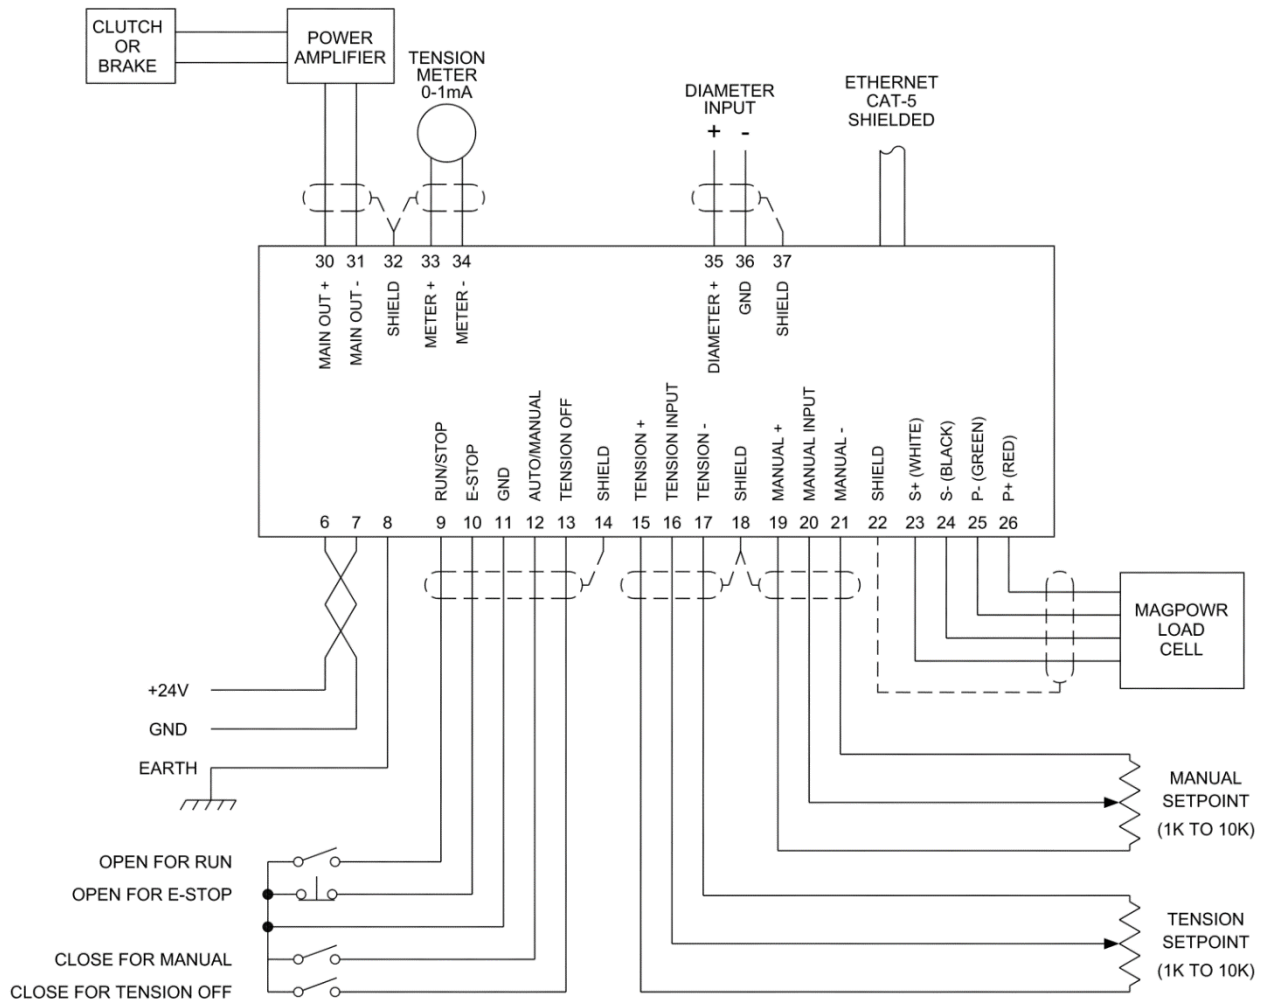 CLUTCH
OR
BRAKE
POWER
AMPLIFIER
TENSION
METER
0-1mA
DIAMETER
INPUT
+ -
ETHERNET
CAT-5
SHIELDED
30 31 32 33 34 35 36 37
MAIN OUT +
MAIN OUT -
SHIELD
METER +
METER -
DIAMETER +
GND
SHIELD
RUN/STOP
E-STOP
GND
AUTO/MANUAL
TENSION OFF
SHIELD
TENSION +
TENSION INPUT
TENSION -
SHIELD
MANUAL +
MANUAL INPUT
MANUAL -
SHIELD
S+ (WHITE)
S- (BLACK)
P- (GREEN)
P+ (RED)
6 7 8 9 10 11 12 13 14 15 16 17 18 19 20 21 22 23 24 25 26
MAGPOWR
LOAD
CELL
+24V
GND
EARTH
MANUAL
SETPOINT
(1K TO 10K)
OPEN FOR RUN
OPEN FOR E-STOP
CLOSE FOR MANUAL
CLOSE FOR TENSION OFF
TENSION
SETPOINT
(1K TO 10K)